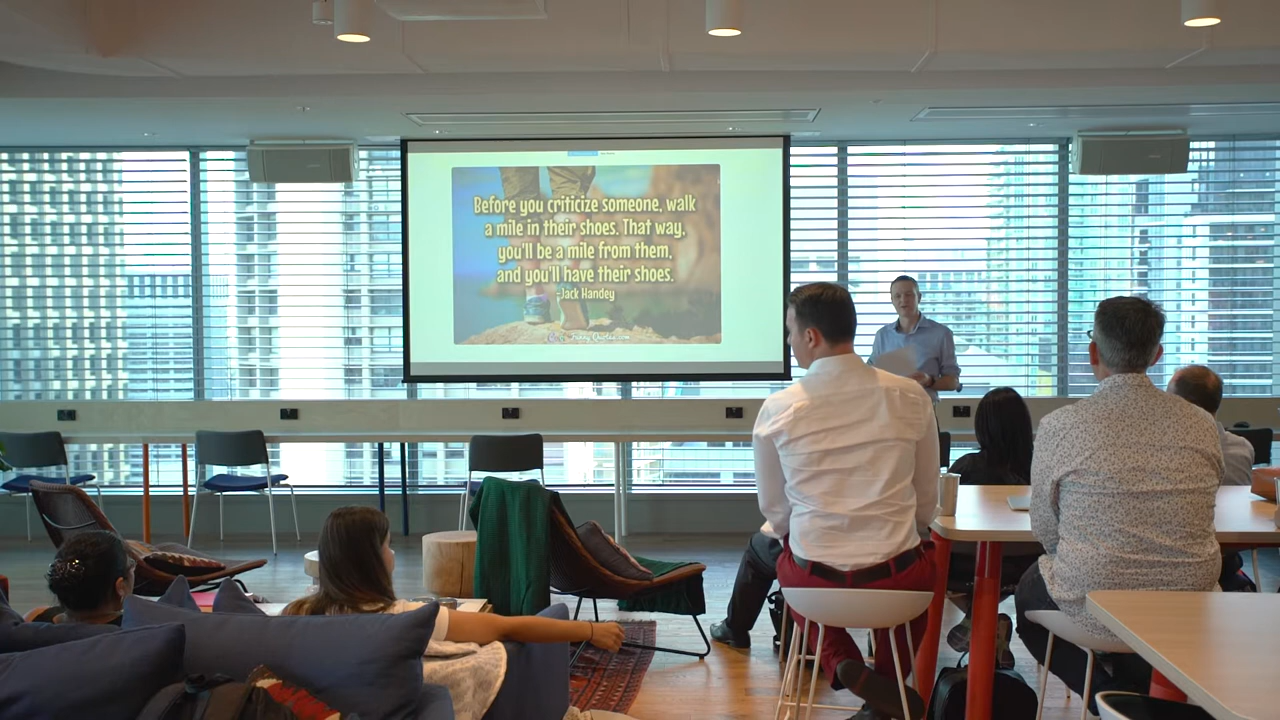 Before you criticize someone, walk
a mile in their shoes. That way,
you'll be a mile from them,
and you'll have their shoes.
-Jack Handey